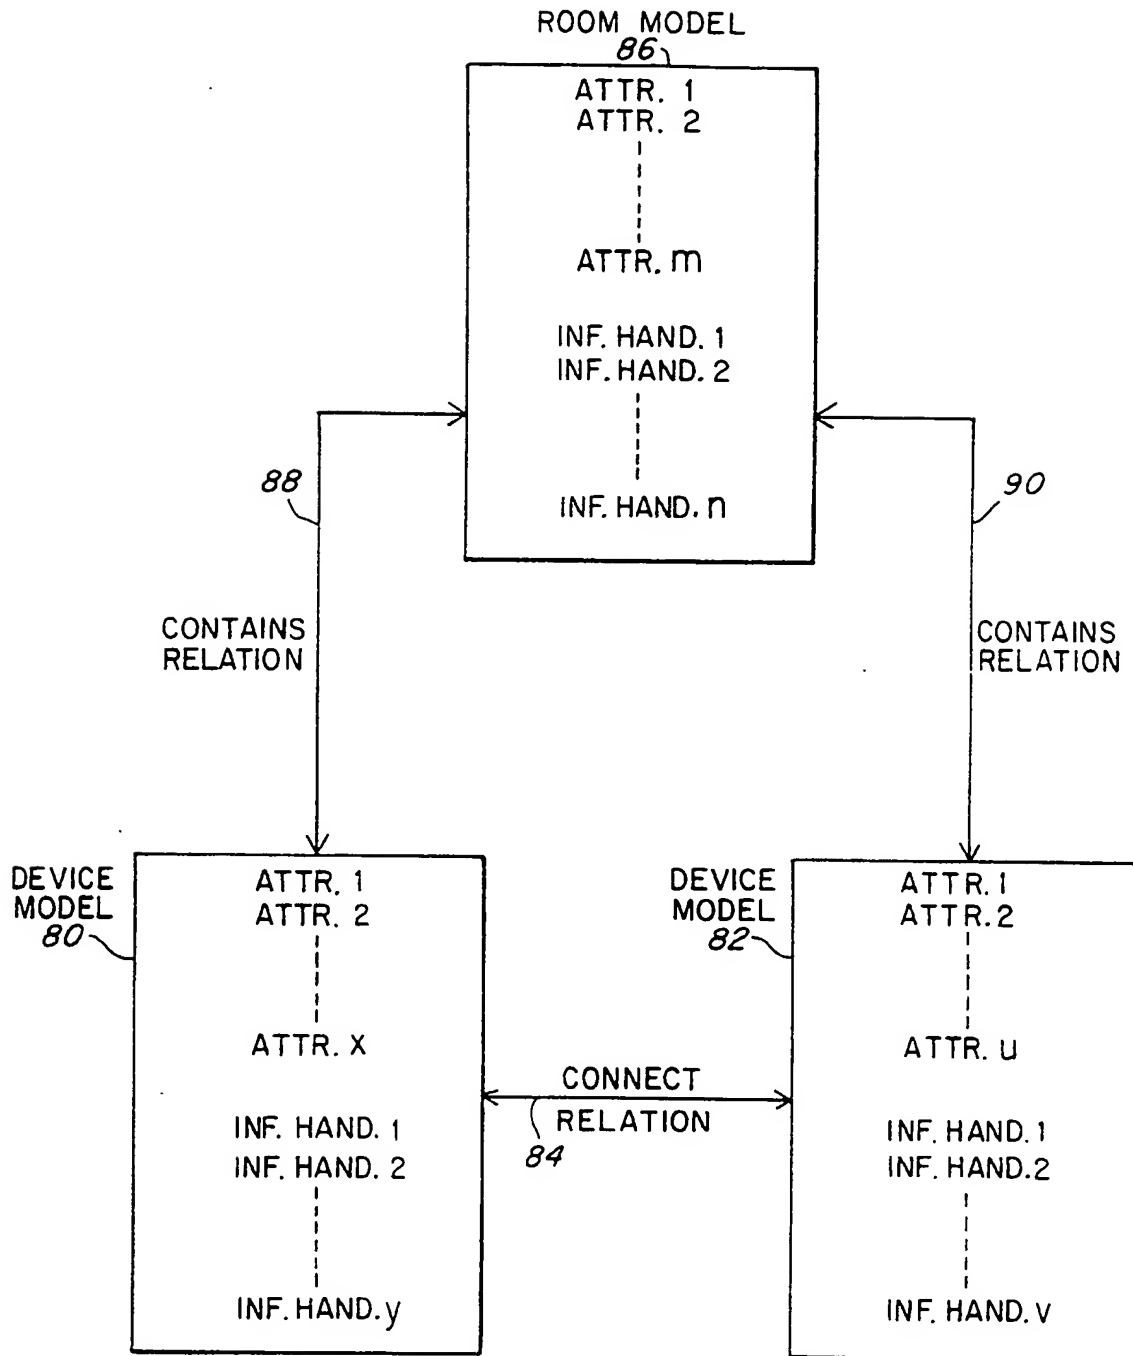 ROOM MODEL
86
ATTR. 1
ATTR. 2
ATTR. m
INF. HAND. 1
INF. HAND. 2
INF. HAND. n
88
90
CONTAINS
RELATION
CONTAINS
RELATION
DEVICE
MODEL
80
ATTR. 1
ATTR. 2
ATTR. x
INF. HAND. 1
INF. HAND. 2
INF. HAND. y
CONNECT
RELATION
84
DEVICE
MODEL
82
ATTR. 1
ATTR. 2
ATTR. u
INF. HAND. 1
INF. HAND. 2
INF. HAND. v